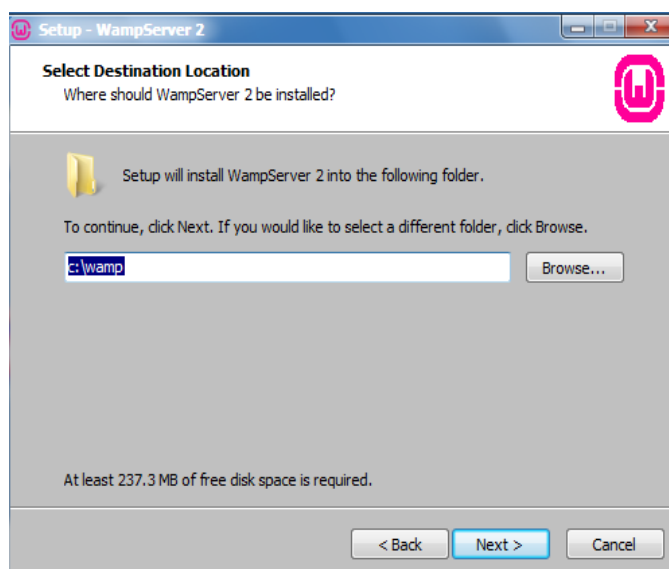 Setup - WampServer 2
Select Destination Location
Where should WampServer 2 be installed?
Setup will install WampServer 2 into the following folder.
To continue, click Next. If you would like to select a different folder, click Browse.
c:\wamp
Browse...
At least 237.3 MB of free disk space is required.
< Back
Next >
Cancel